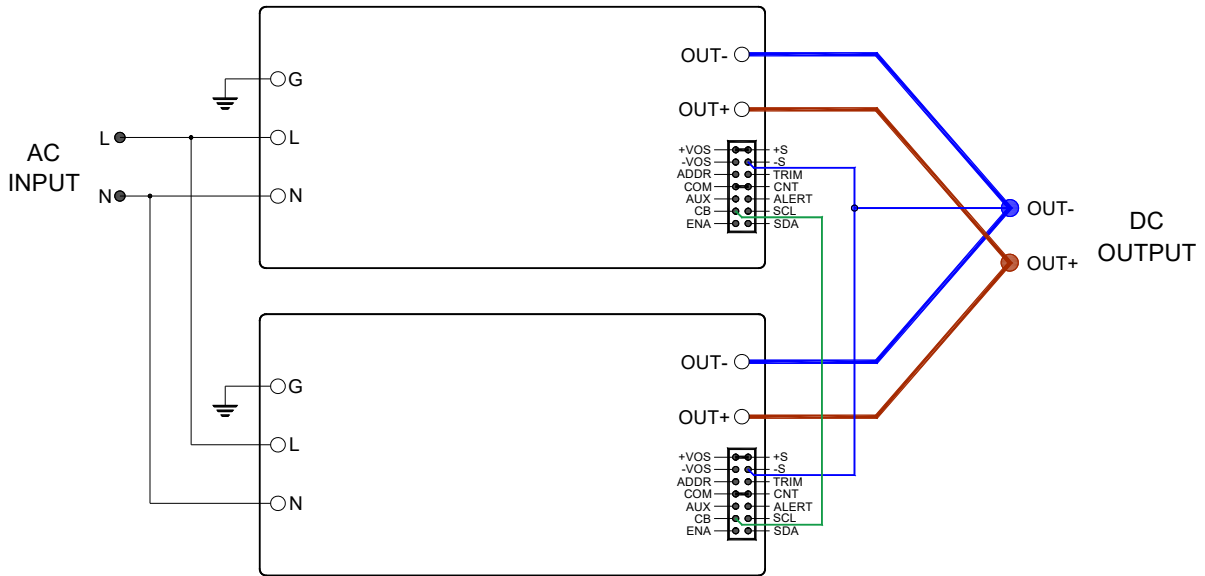 AC
INPUT
L
N
G
L
N
OUT-
OUT+
+VOS +S
-VOS -S
ADDR TRIM
COM CNT
AUX ALERT
CB SCL
ENA SDA
OUT-
OUT+
DC
OUTPUT
G
L
N
OUT-
OUT+
+VOS +S
-VOS -S
ADDR TRIM
COM CNT
AUX ALERT
CB SCL
ENA SDA